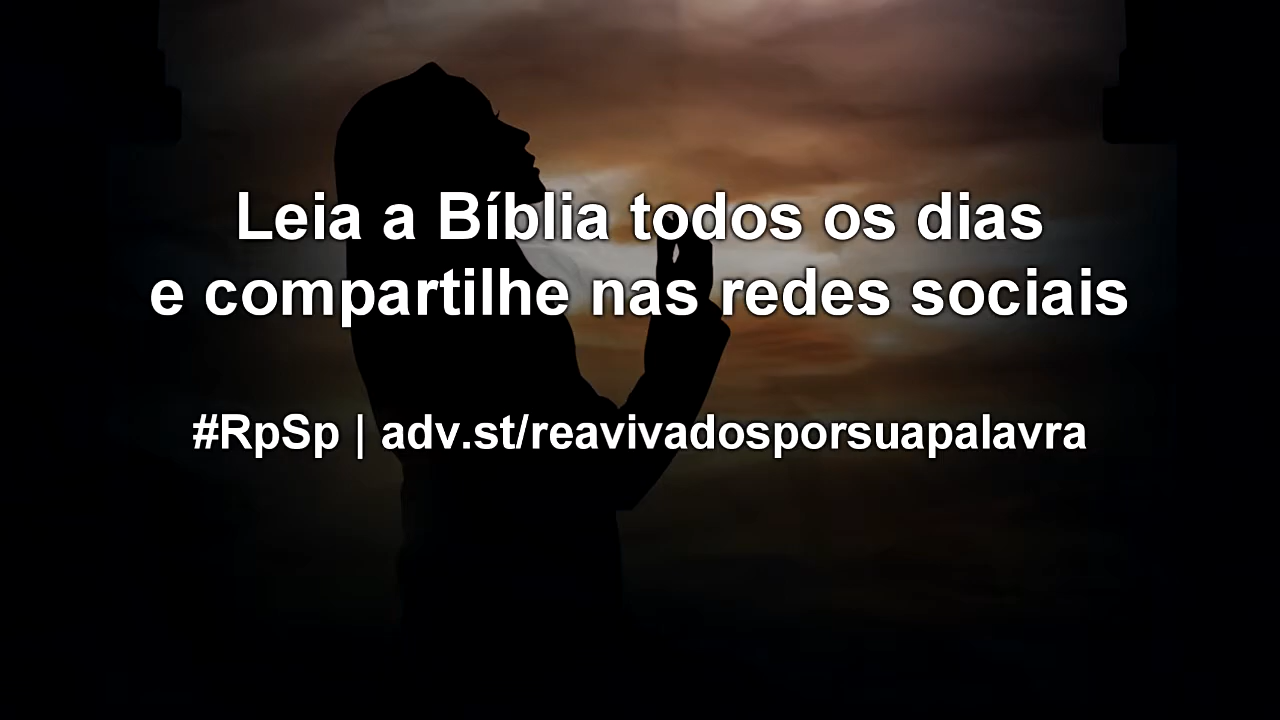 Leia a Bíblia todos os dias
e compartilhe nas redes sociais
#RpSp | adv.st/reavivadosporsuapalavra